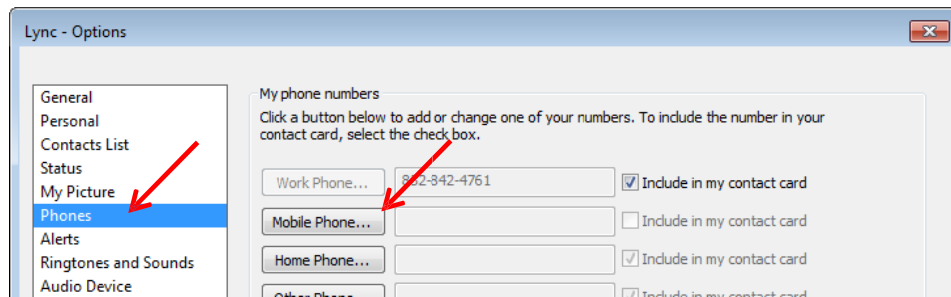 Lync - Options
General
Personal
Contacts List
Status
My Picture
Phones
Alerts
Ringtones and Sounds
Audio Device
My phone numbers
Click a button below to add or change one of your numbers. To include the number in your
contact card, select the check box.
Work Phone... 832-842-4761 Include in my contact card
Mobile Phone... Include in my contact card
Home Phone... Include in my contact card
Other Phone... Include in my contact card